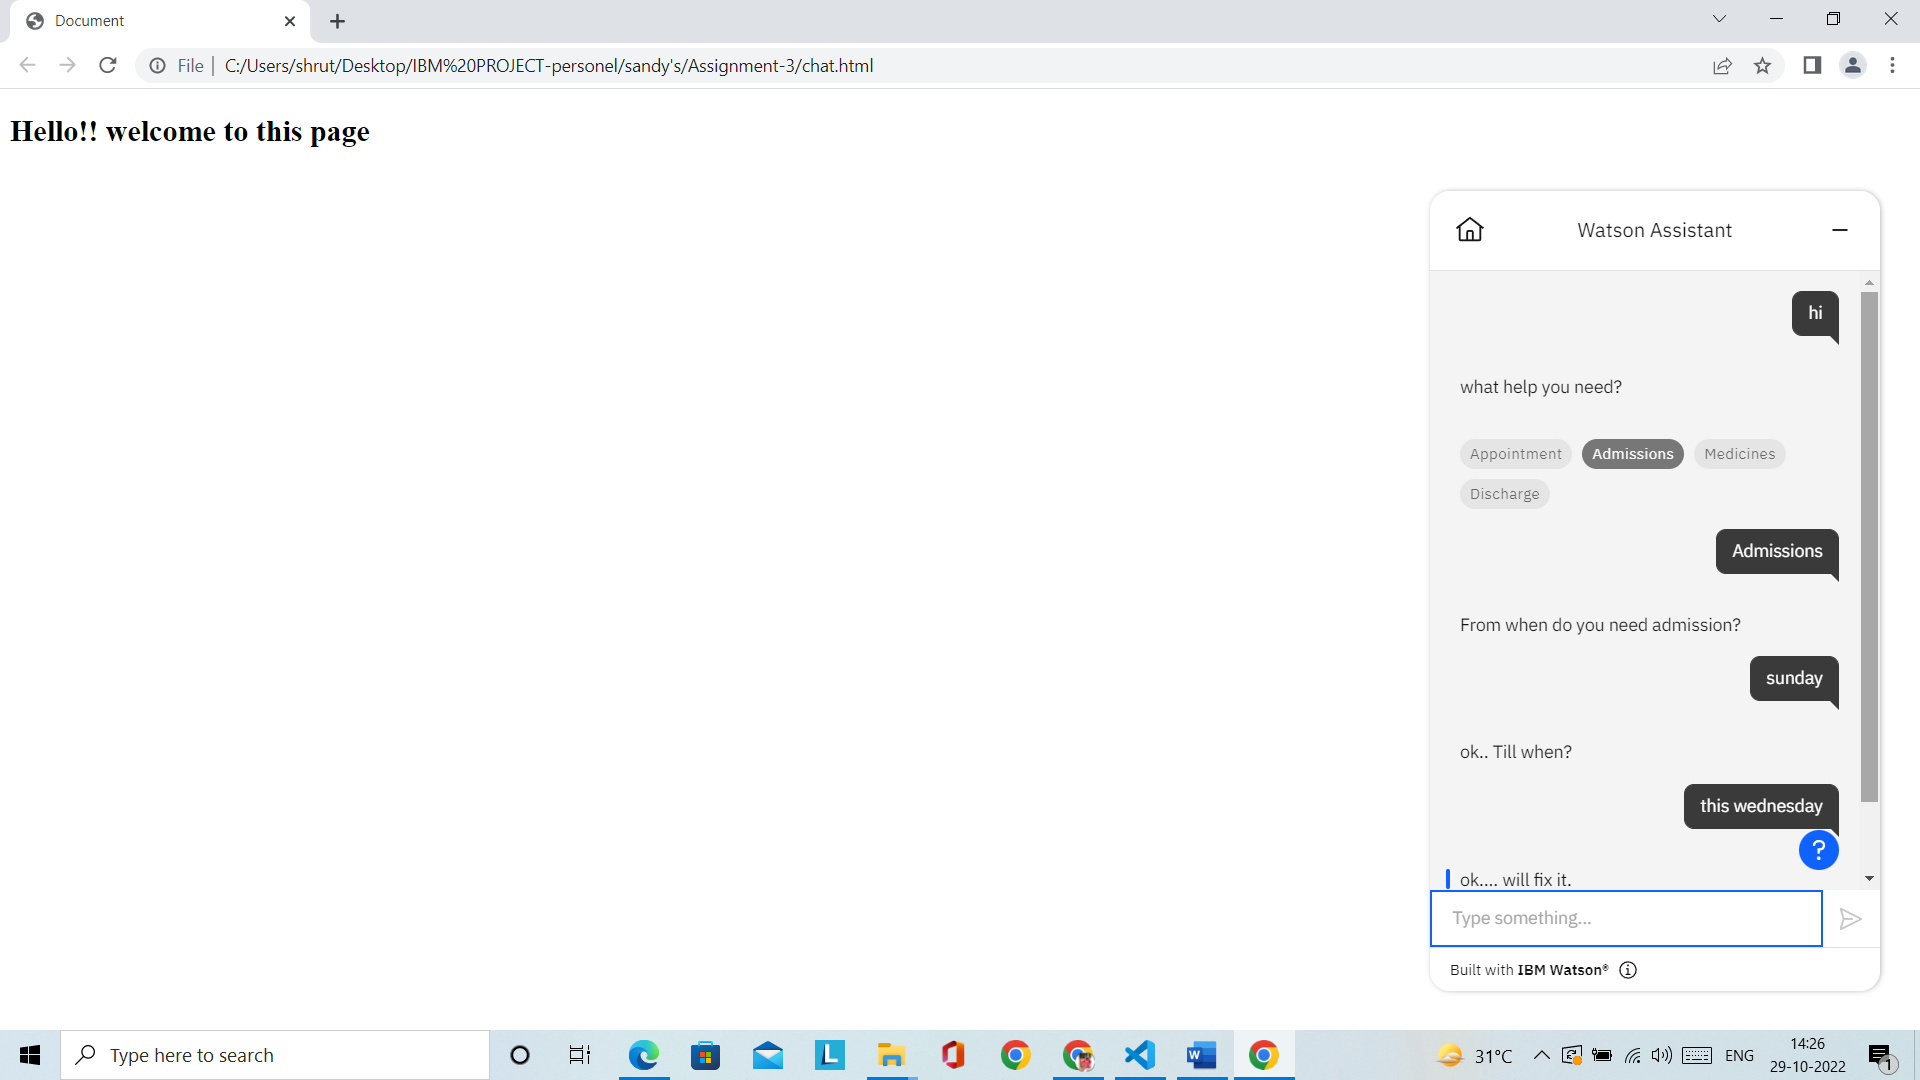 Document
File
C:/Users/shrut/Desktop/IBM%20PROJECT-personel/sandy's/Assignment-3/chat.html
Hello!! welcome to this page
Watson Assistant
hi
what help you need?
Appointment Admissions Medicines
Discharge
Admissions
From when do you need admission?
sunday
ok.. Till when?
this wednesday
?
ok.... will fix it.
Type something...
Built with IBM Watson®
Type here to search
31°C
ENG
14:26
29-10-2022
1